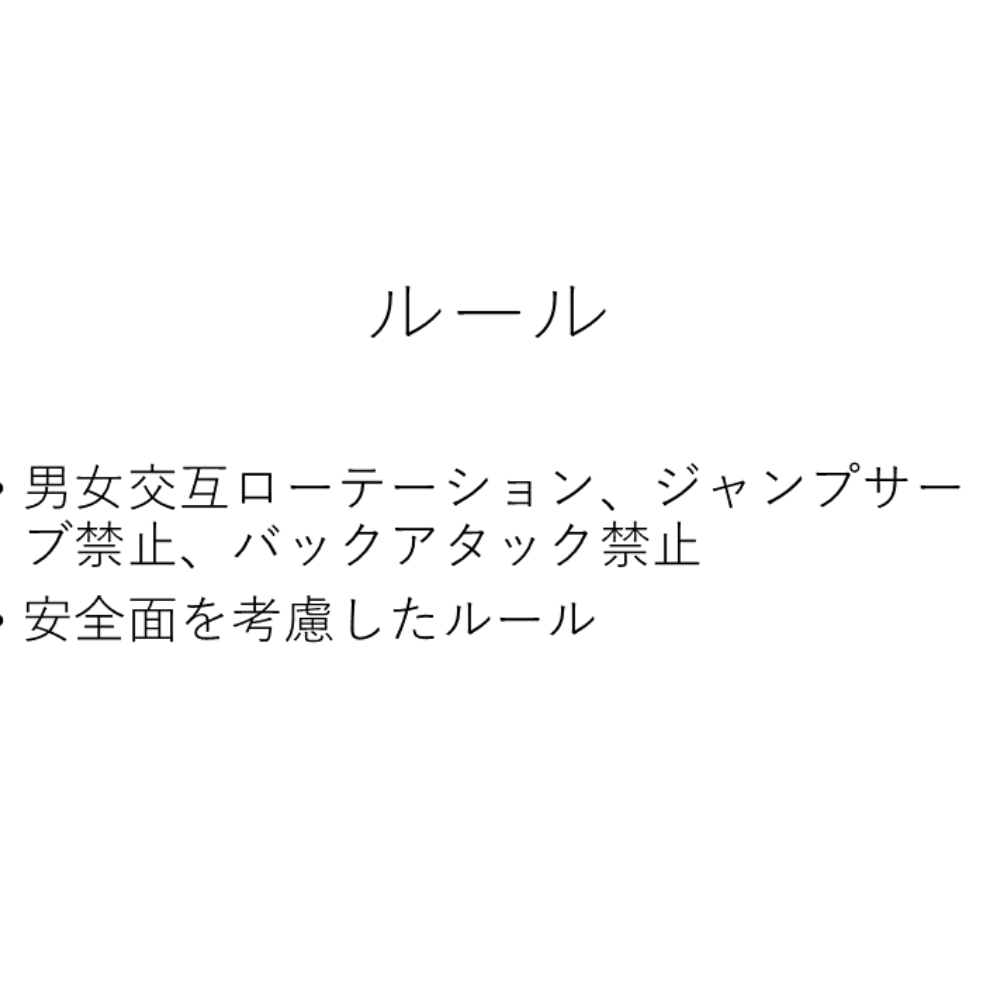 ルール
・男女交互ローテーション、ジャンプサー
ブ禁止、バックアタック禁止
・安全面を考慮したルール